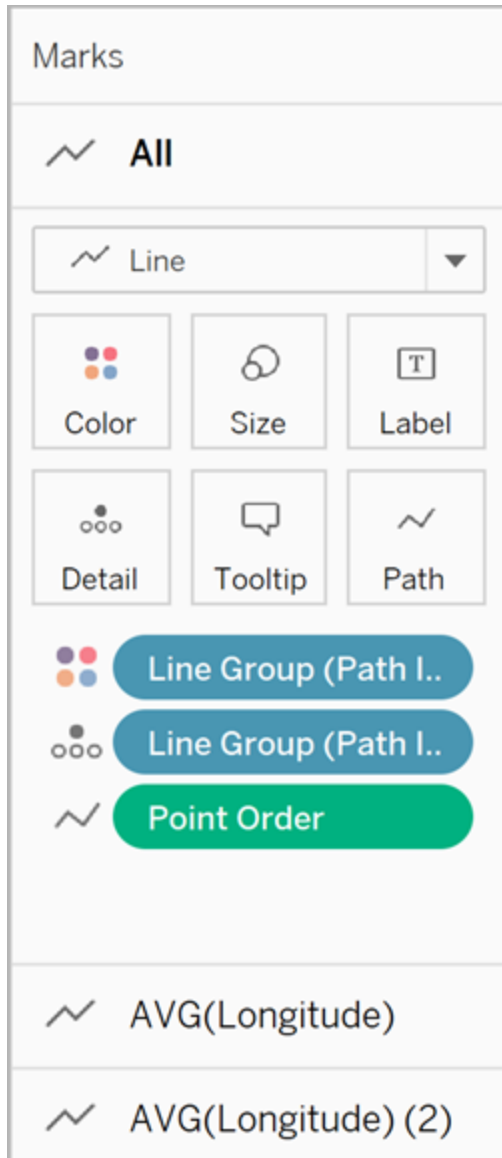 Marks
All
Line
Color Size Label
Detail Tooltip Path
Line Group (Path I..
Line Group (Path I..
Point Order
AVG(Longitude)
AVG(Longitude) (2)